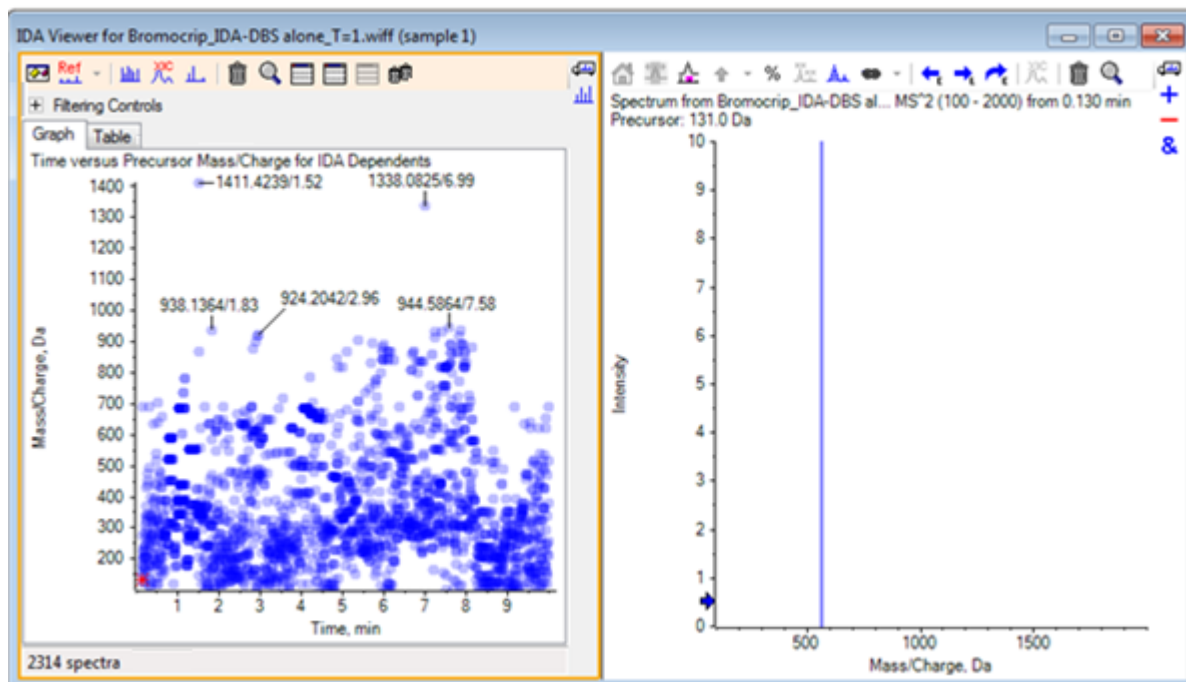 IDA Viewer for Bromocrip_IDA-DBS alone_T=1.wiff (sample 1)
Ref
XIC
Filtering Controls
Graph Table
Time versus Precursor Mass/Charge for IDA Dependents
1411.4239/1.52
1338.0825/6.99
938.1364/1.83
924.2042/2.96
944.5864/7.58
1400
1300
1200
1100
1000
900
800
700
600
500
400
300
200
Mass/Charge, Da
1 2 3 4 5 6 7 8 9
Time, min
2314 spectra
%
XIC
Spectrum from Bromocrip_IDA-DBS al... MS^2 (100 - 2000) from 0.130 min
Precursor: 131.0 Da
+
&
10
9
8
7
6
5
4
3
2
1
0
Intensity
500 1000 1500
Mass/Charge, Da